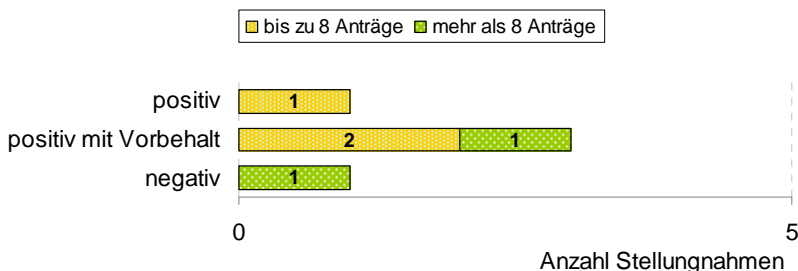 bis zu 8 Anträge mehr als 8 Anträge
positiv 1
positiv mit Vorbehalt 2 1
negativ 1
0 5
Anzahl Stellungnahmen